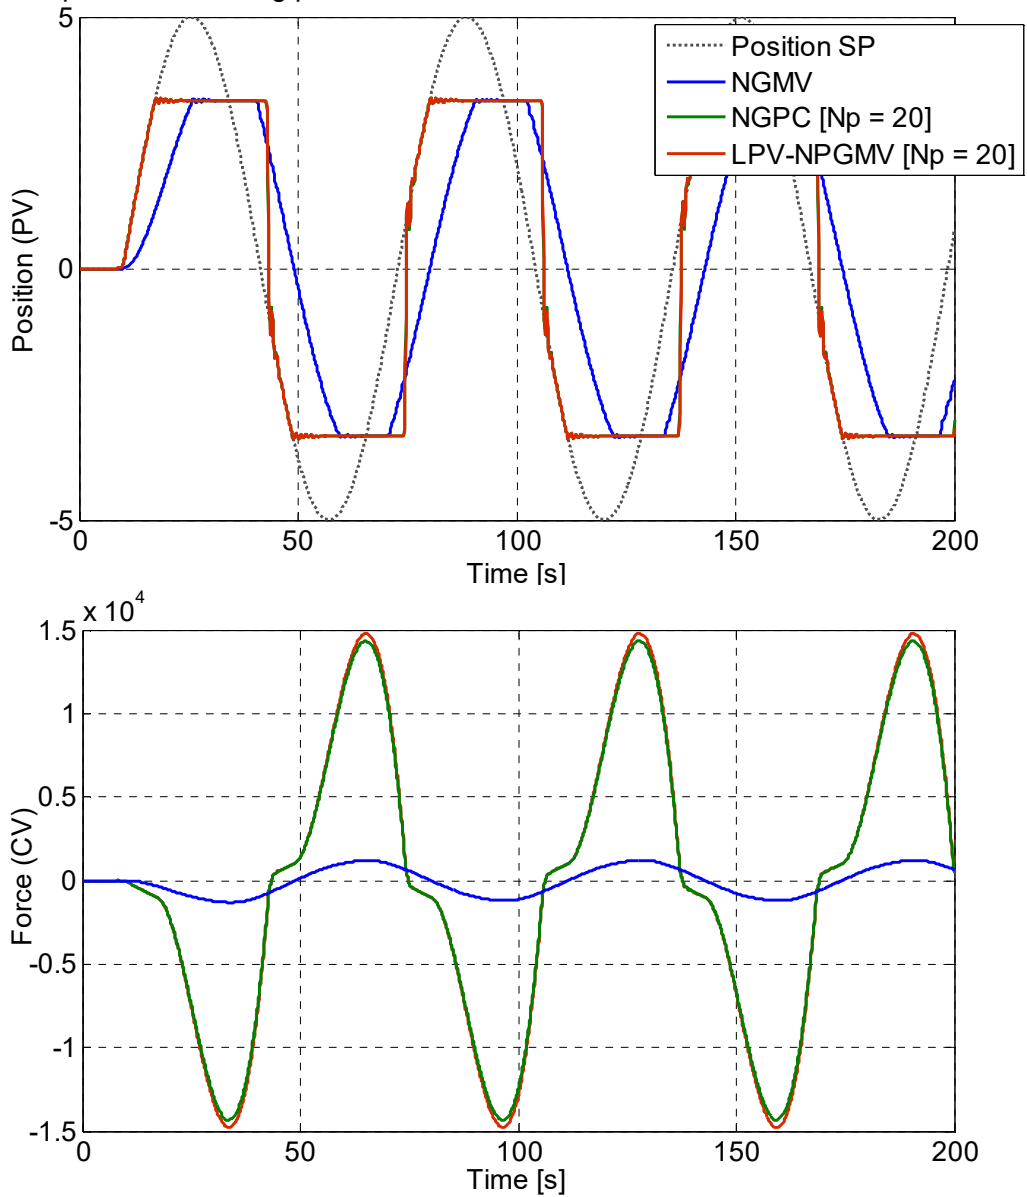 5
Position SP
NGMV
NGPC [Np = 20]
LPV-NPGMV [Np = 20]
Position (PV)
0
-5
0
50
100
150
200
Time [s]
x 10^4
1.5
1
0.5
0
-0.5
-1
-1.5
Force (CV)
0
50
100
150
200
Time [s]